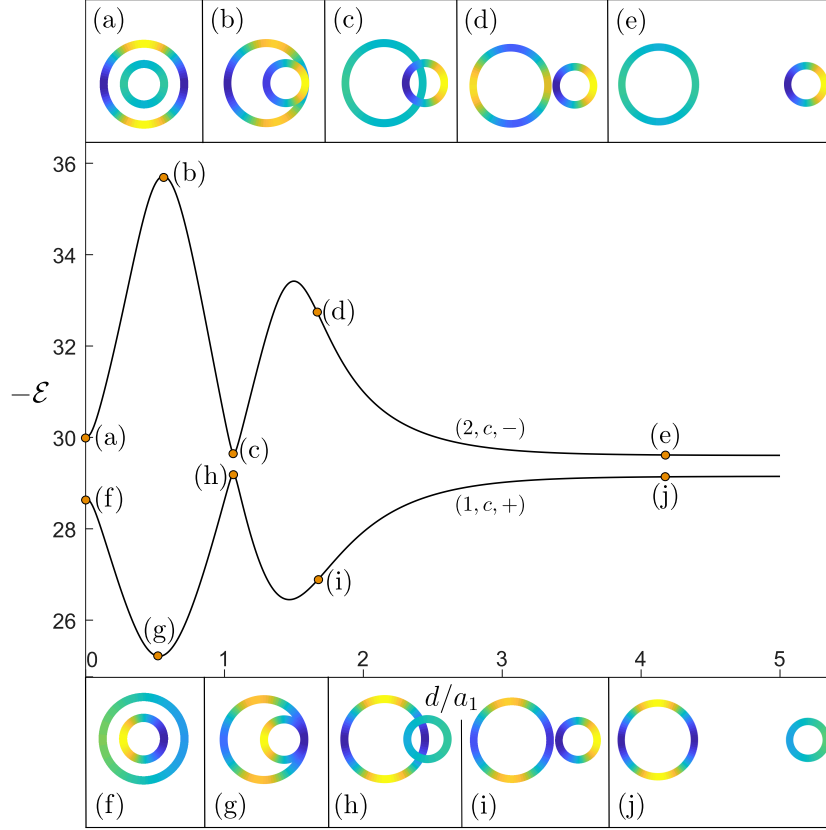 (a) (b) (c) (d) (e)
36
(b)
34
(d)
32
−ℰ
(2, c, −)
(e)
30
(a)
(c)
(h)
(j)
(f)
(1, c, +)
28
(i)
26
(g)
0 1 2 3 4 5
d/a₁
(f) (g) (h) (i) (j)